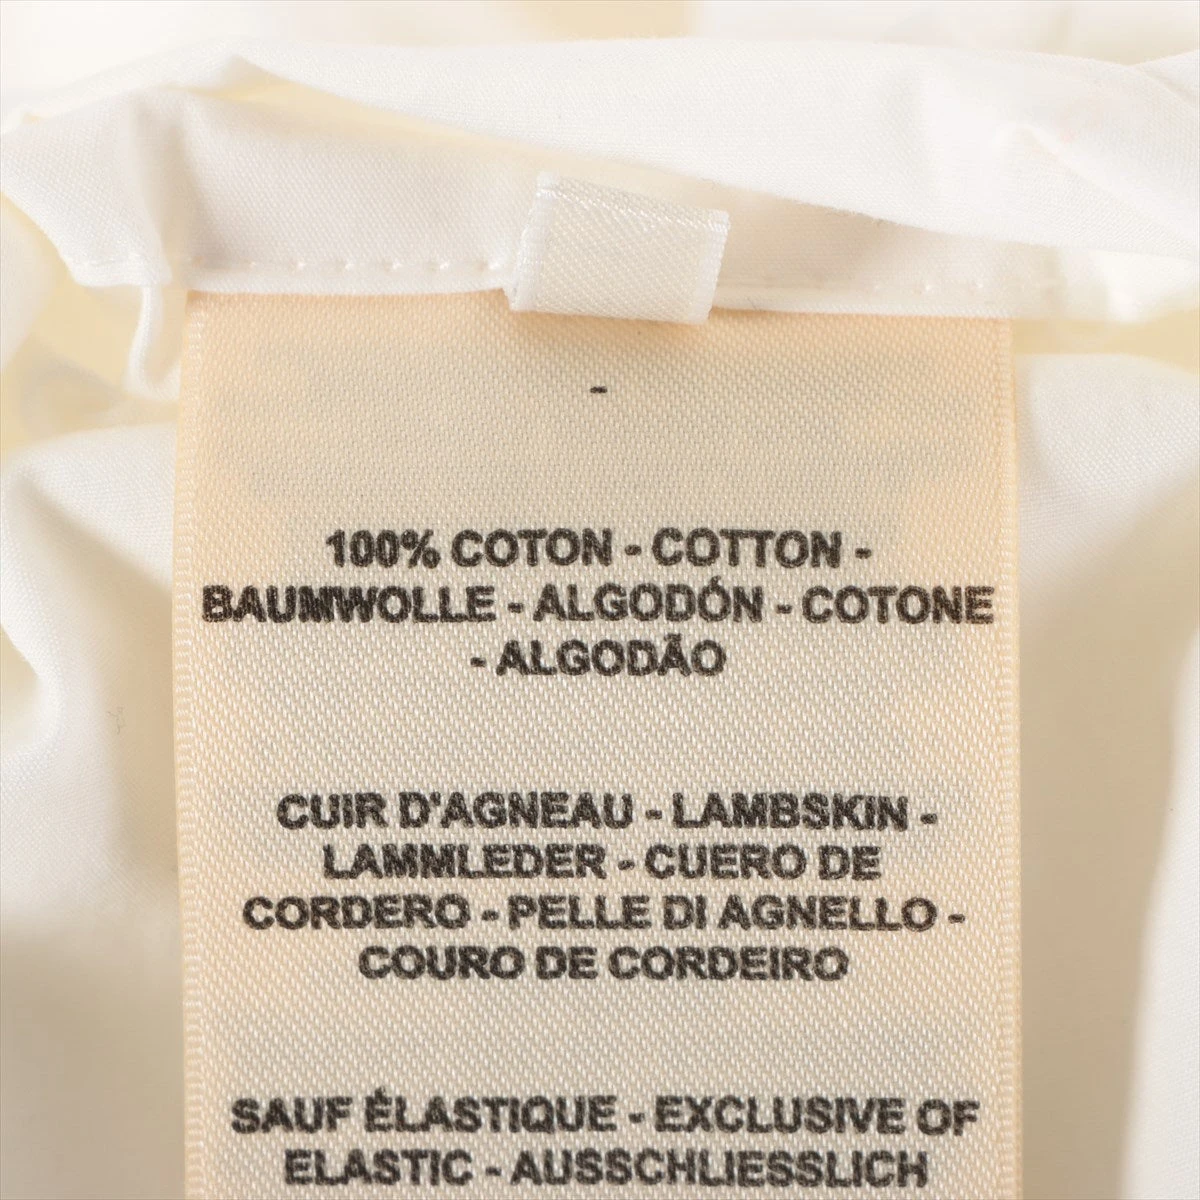 -
100% COTON - COTTON -
BAUMWOLLE - ALGODÓN - COTONE
- ALGODÃO
CUIR D'AGNEAU - LAMBSKIN -
LAMMLEDER - CUERO DE
CORDERO - PELLE DI AGNELLO -
COURO DE CORDEIRO
SAUF ÉLASTIQUE - EXCLUSIVE OF
ELASTIC - AUSSCHLIESSLICH